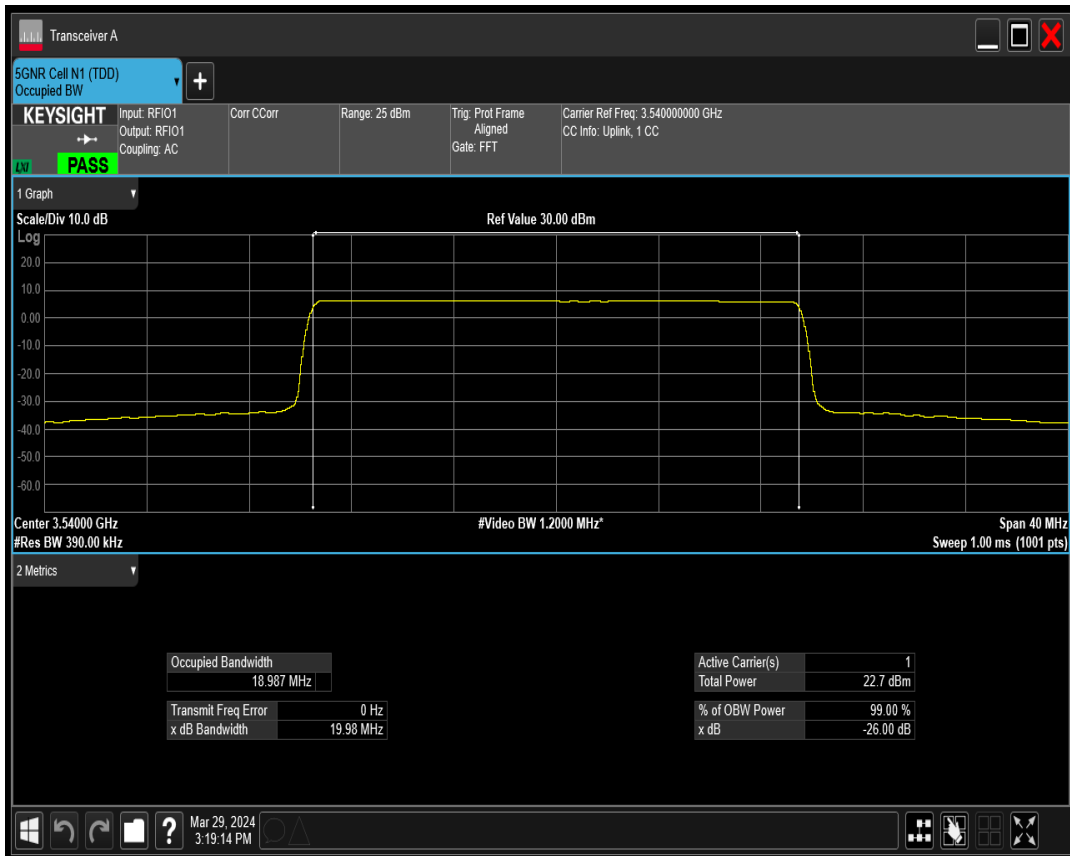 Transceiver A
5GNR Cell N1 (TDD)
Occupied BW
+
KEYSIGHT
LXI
PASS
Input: RFIO1
Output: RFIO1
Coupling: AC
Corr CCorr
Range: 25 dBm
Trig: Prot Frame
Aligned
Gate: FFT
Carrier Ref Freq: 3.540000000 GHz
CC Info: Uplink, 1 CC
1 Graph
Scale/Div 10.0 dB
Ref Value 30.00 dBm
Log
20.0
10.0
0.00
-10.0
-20.0
-30.0
-40.0
-50.0
-60.0
Center 3.54000 GHz
#Video BW 1.2000 MHz*
Span 40 MHz
#Res BW 390.00 kHz
Sweep 1.00 ms (1001 pts)
2 Metrics
Occupied Bandwidth
18.987 MHz
Transmit Freq Error 0 Hz
x dB Bandwidth 19.98 MHz
Active Carrier(s) 1
Total Power 22.7 dBm
% of OBW Power 99.00 %
x dB -26.00 dB
?
Mar 29, 2024
3:19:14 PM